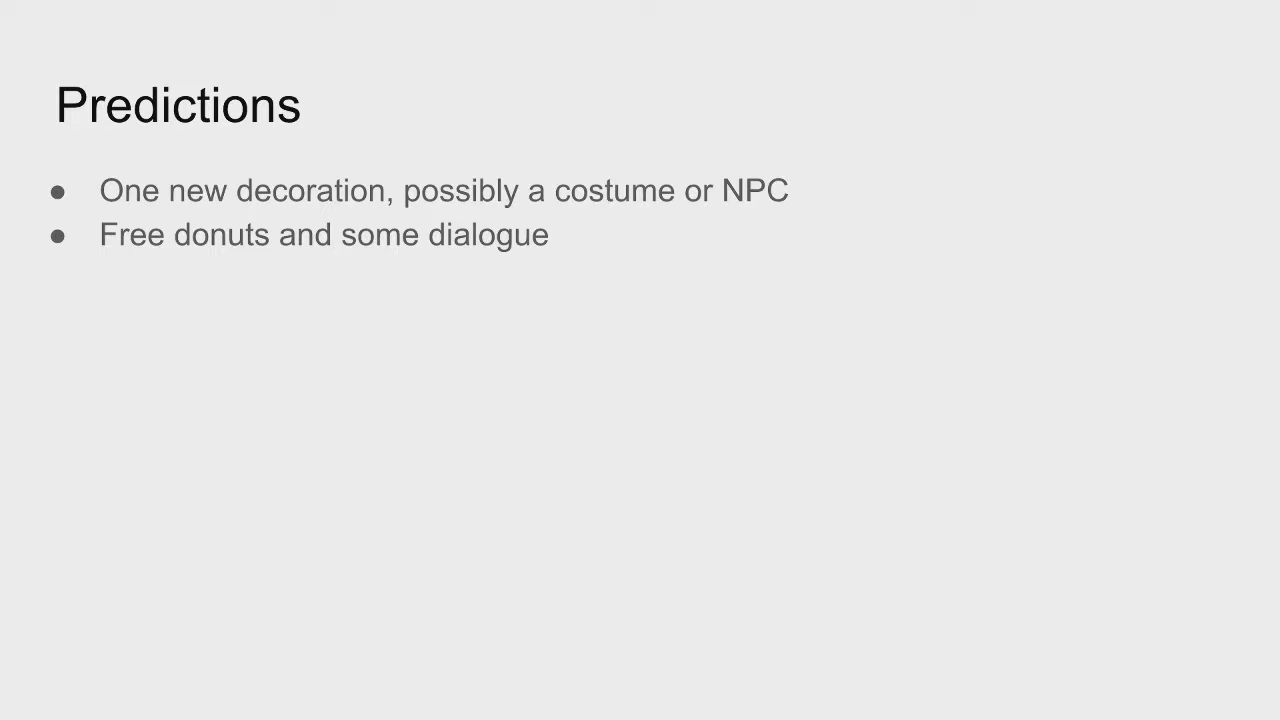 Predictions
● One new decoration, possibly a costume or NPC
● Free donuts and some dialogue